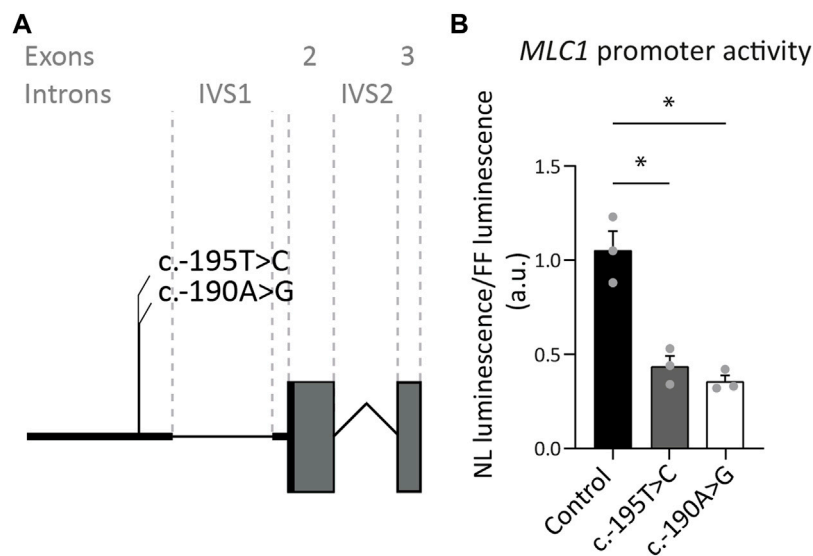 A
Exons 2 3
Introns IVS1 IVS2
c.-195T>C
c.-190A>G
B
MLC1 promoter activity
NL luminescence/FF luminescence
(a.u.)
*
*
1.5
1.0
0.5
0.0
Control
c.-195T>C
c.-190A>G